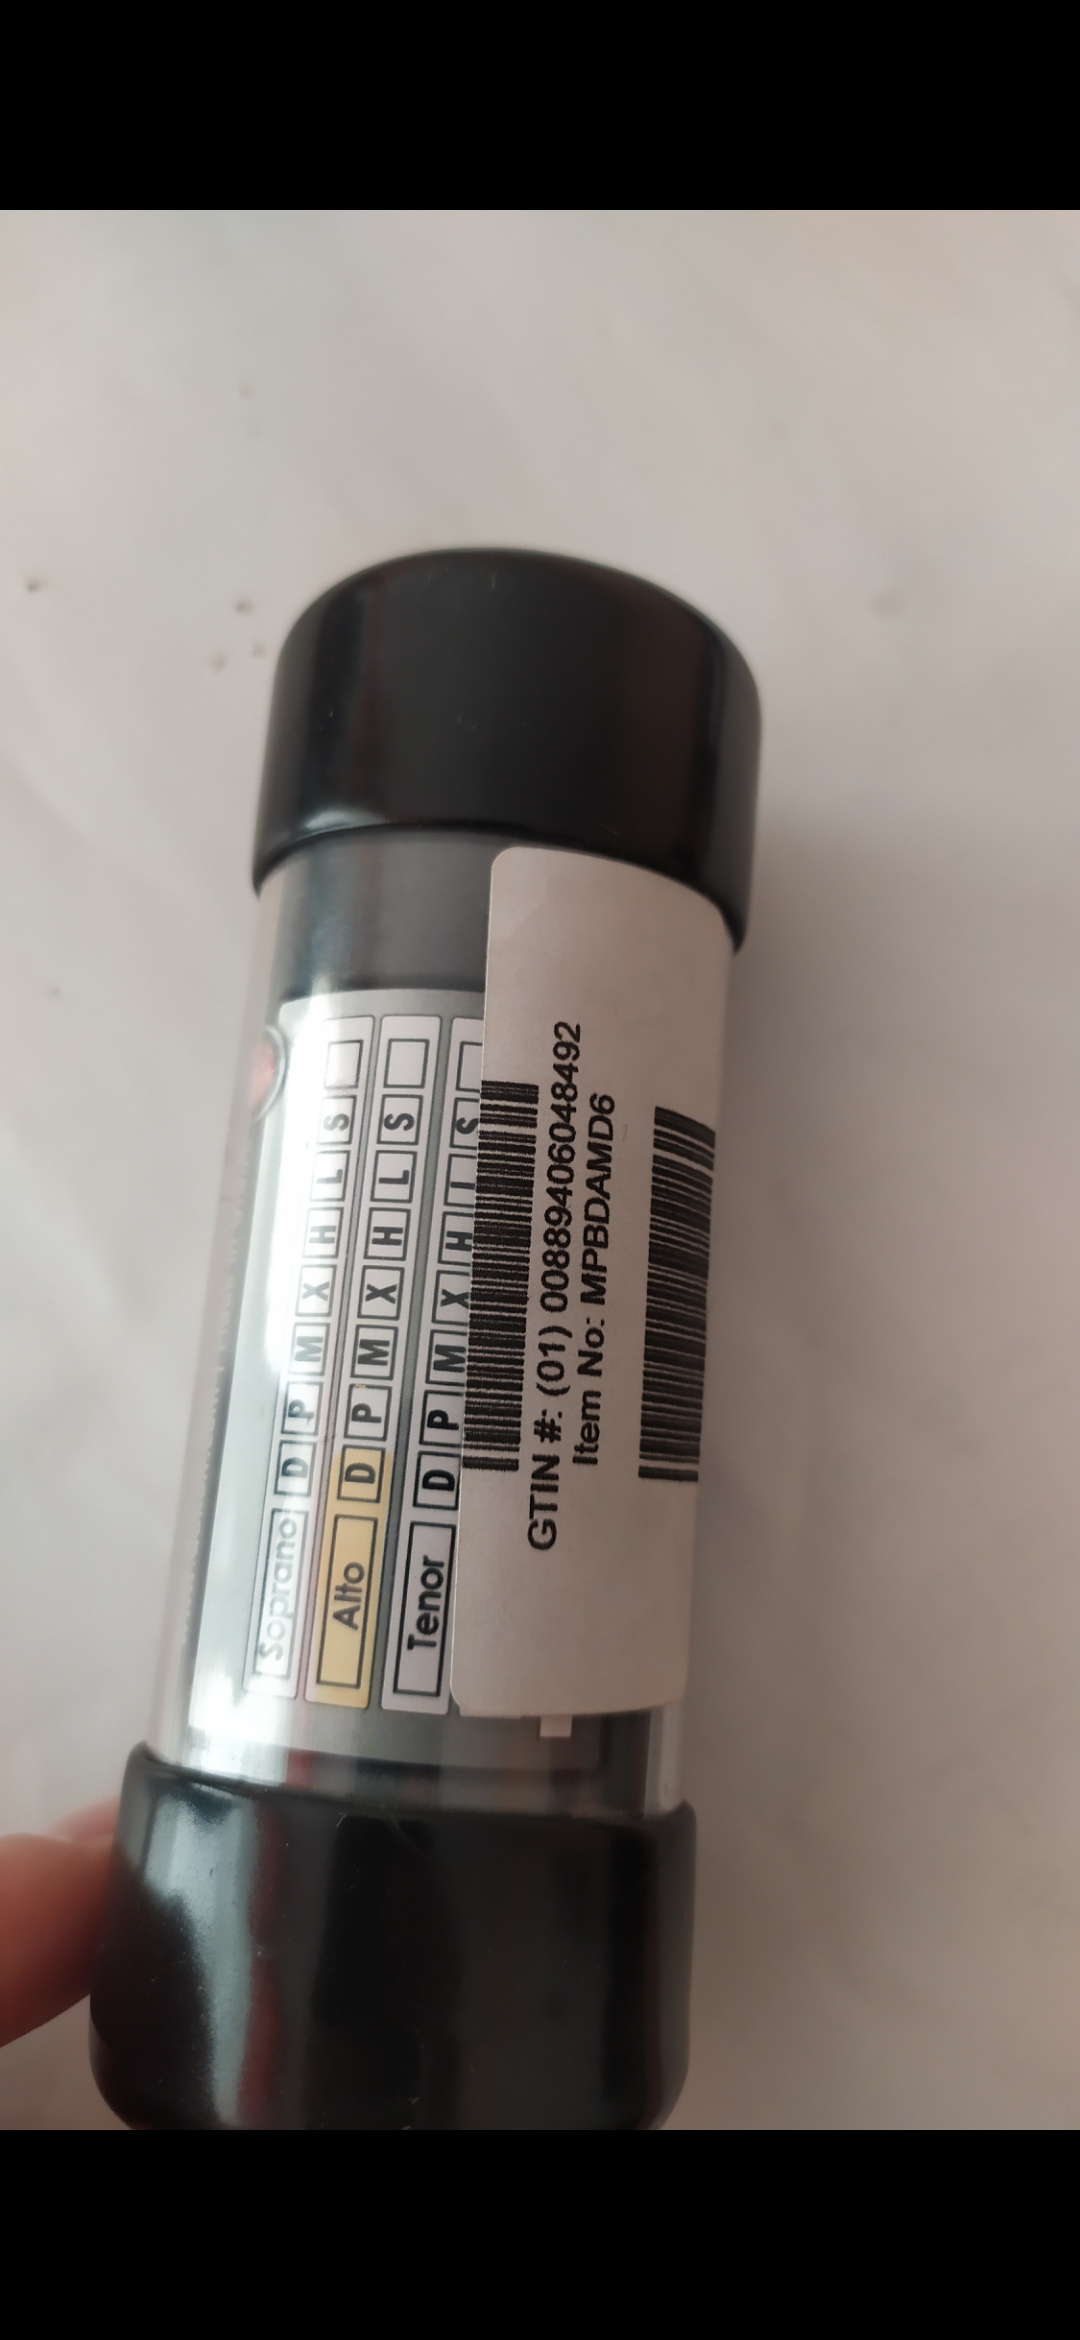 Soprano D P M X H L S
Alto D P M X H L S
Tenor D P M X H L S
GTIN #: (01) 00889406048492
Item No: MPBDAMD6